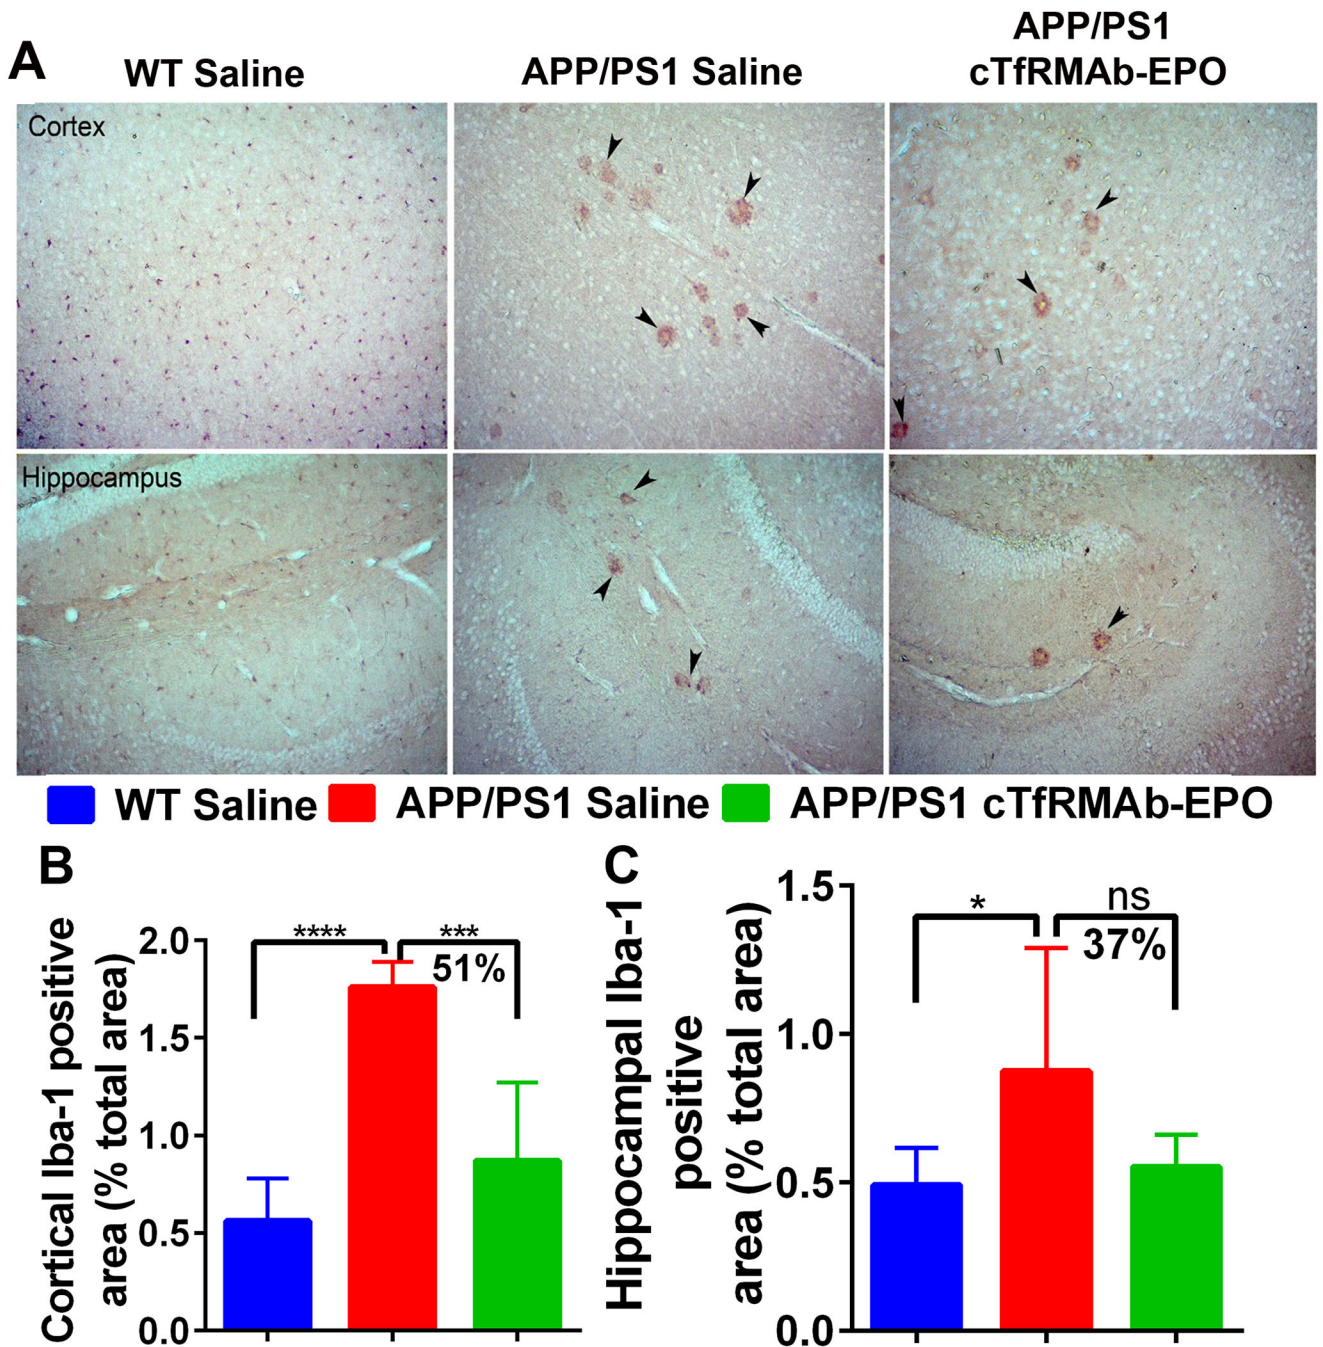 A
WT Saline
APP/PS1 Saline
APP/PS1
cTfRMAb-EPO
Cortex
Hippocampus
WT Saline
APP/PS1 Saline
APP/PS1 cTfRMAb-EPO
B
Cortical Iba-1 positive
area (% total area)
2.0
1.5
1.0
0.5
0.0
****
***
51%
C
Hippocampal Iba-1
positive
area (% total area)
1.5
1.0
0.5
0.0
*
ns
37%